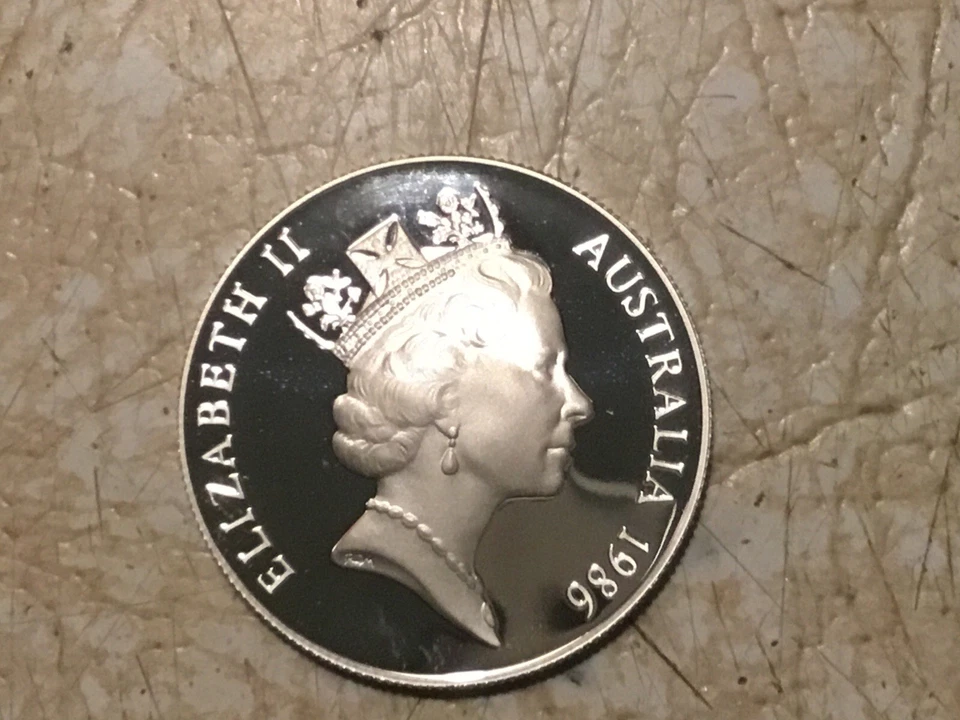 ELIZABETH II
AUSTRALIA 1986